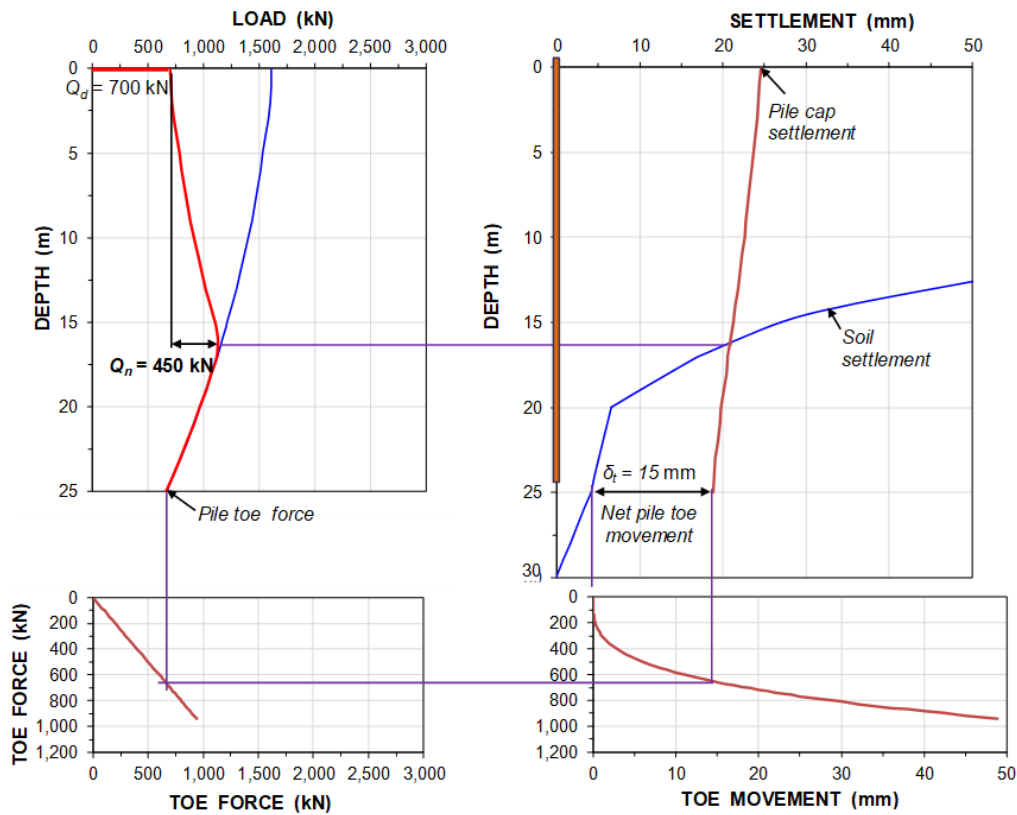 LOAD (kN)
0 500 1,000 1,500 2,000 2,500 3,000
0
5
10
15
20
25
DEPTH (m)
Qd = 700 kN
Qn = 450 kN
Pile toe force
SETTLEMENT (mm)
0 10 20 30 40 50
0
5
10
15
20
25
30
DEPTH (m)
Pile cap
settlement
Soil
settlement
δt = 15 mm
Net pile toe
movement
TOE FORCE (kN)
0
200
400
600
800
1,000
1,200
0 500 1,000 1,500 2,000 2,500 3,000
TOE FORCE (kN)
TOE FORCE (kN)
0
200
400
600
800
1,000
1,200
0 10 20 30 40 50
TOE MOVEMENT (mm)